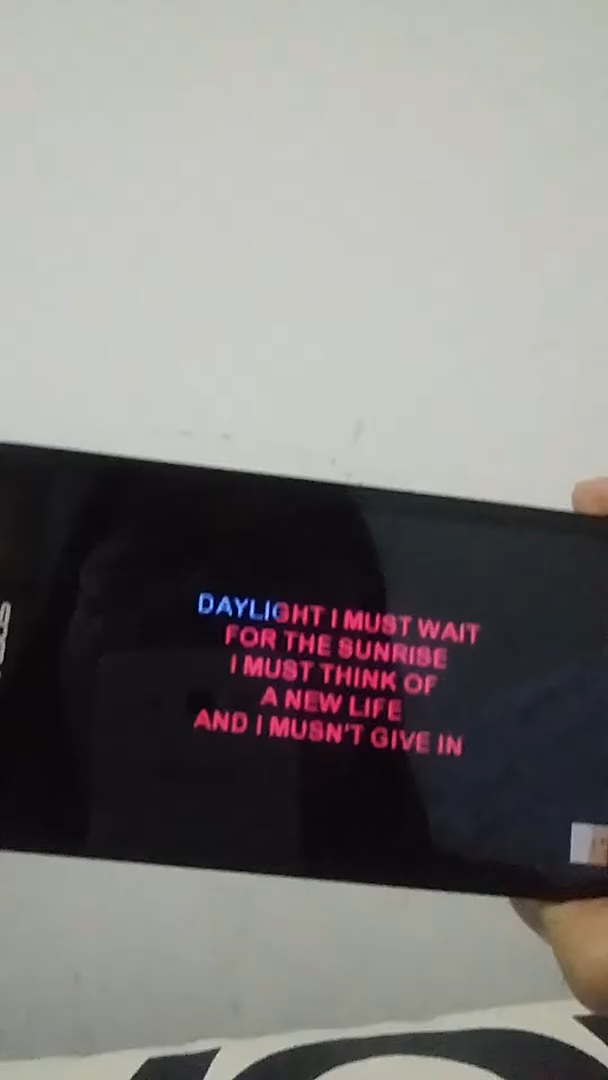 DAYLIGHT I MUST WAIT
FOR THE SUNRISE
I MUST THINK OF
A NEW LIFE
AND I MUSN'T GIVE IN